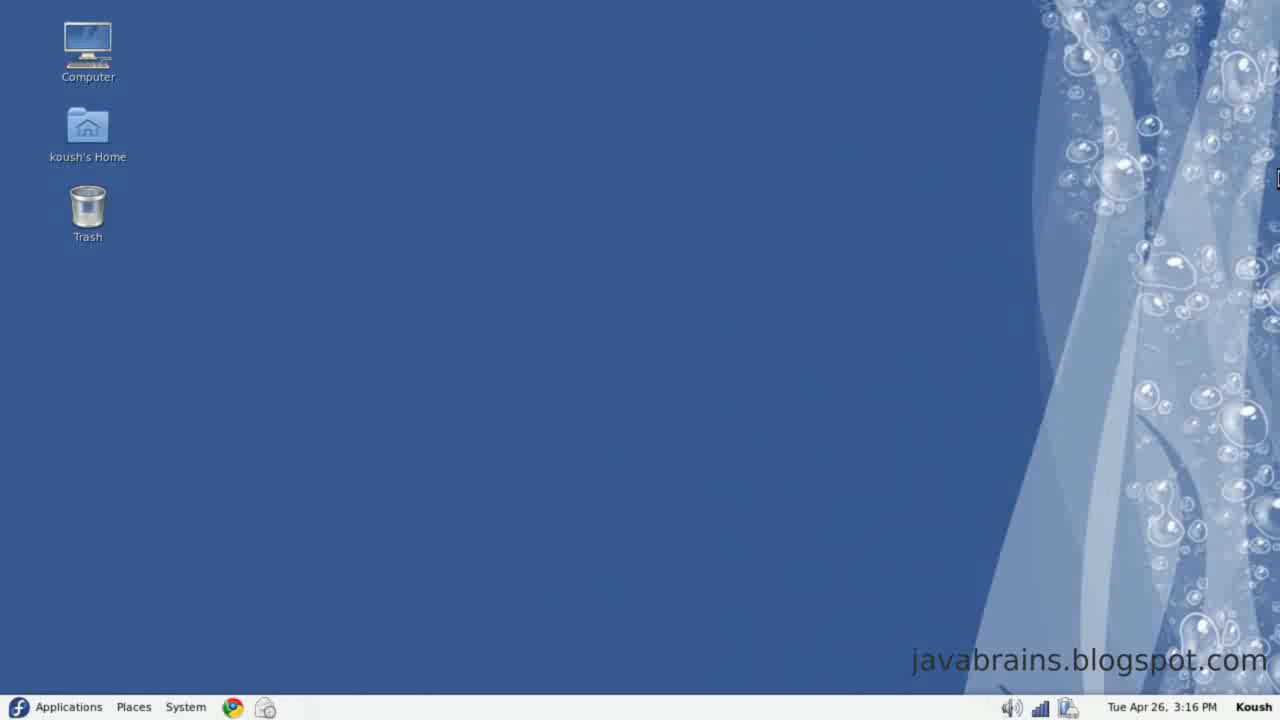 Computer
koush's Home
Trash
javabrains.blogspot.com
Applications Places System Tue Apr 26, 3:16 PM Koush